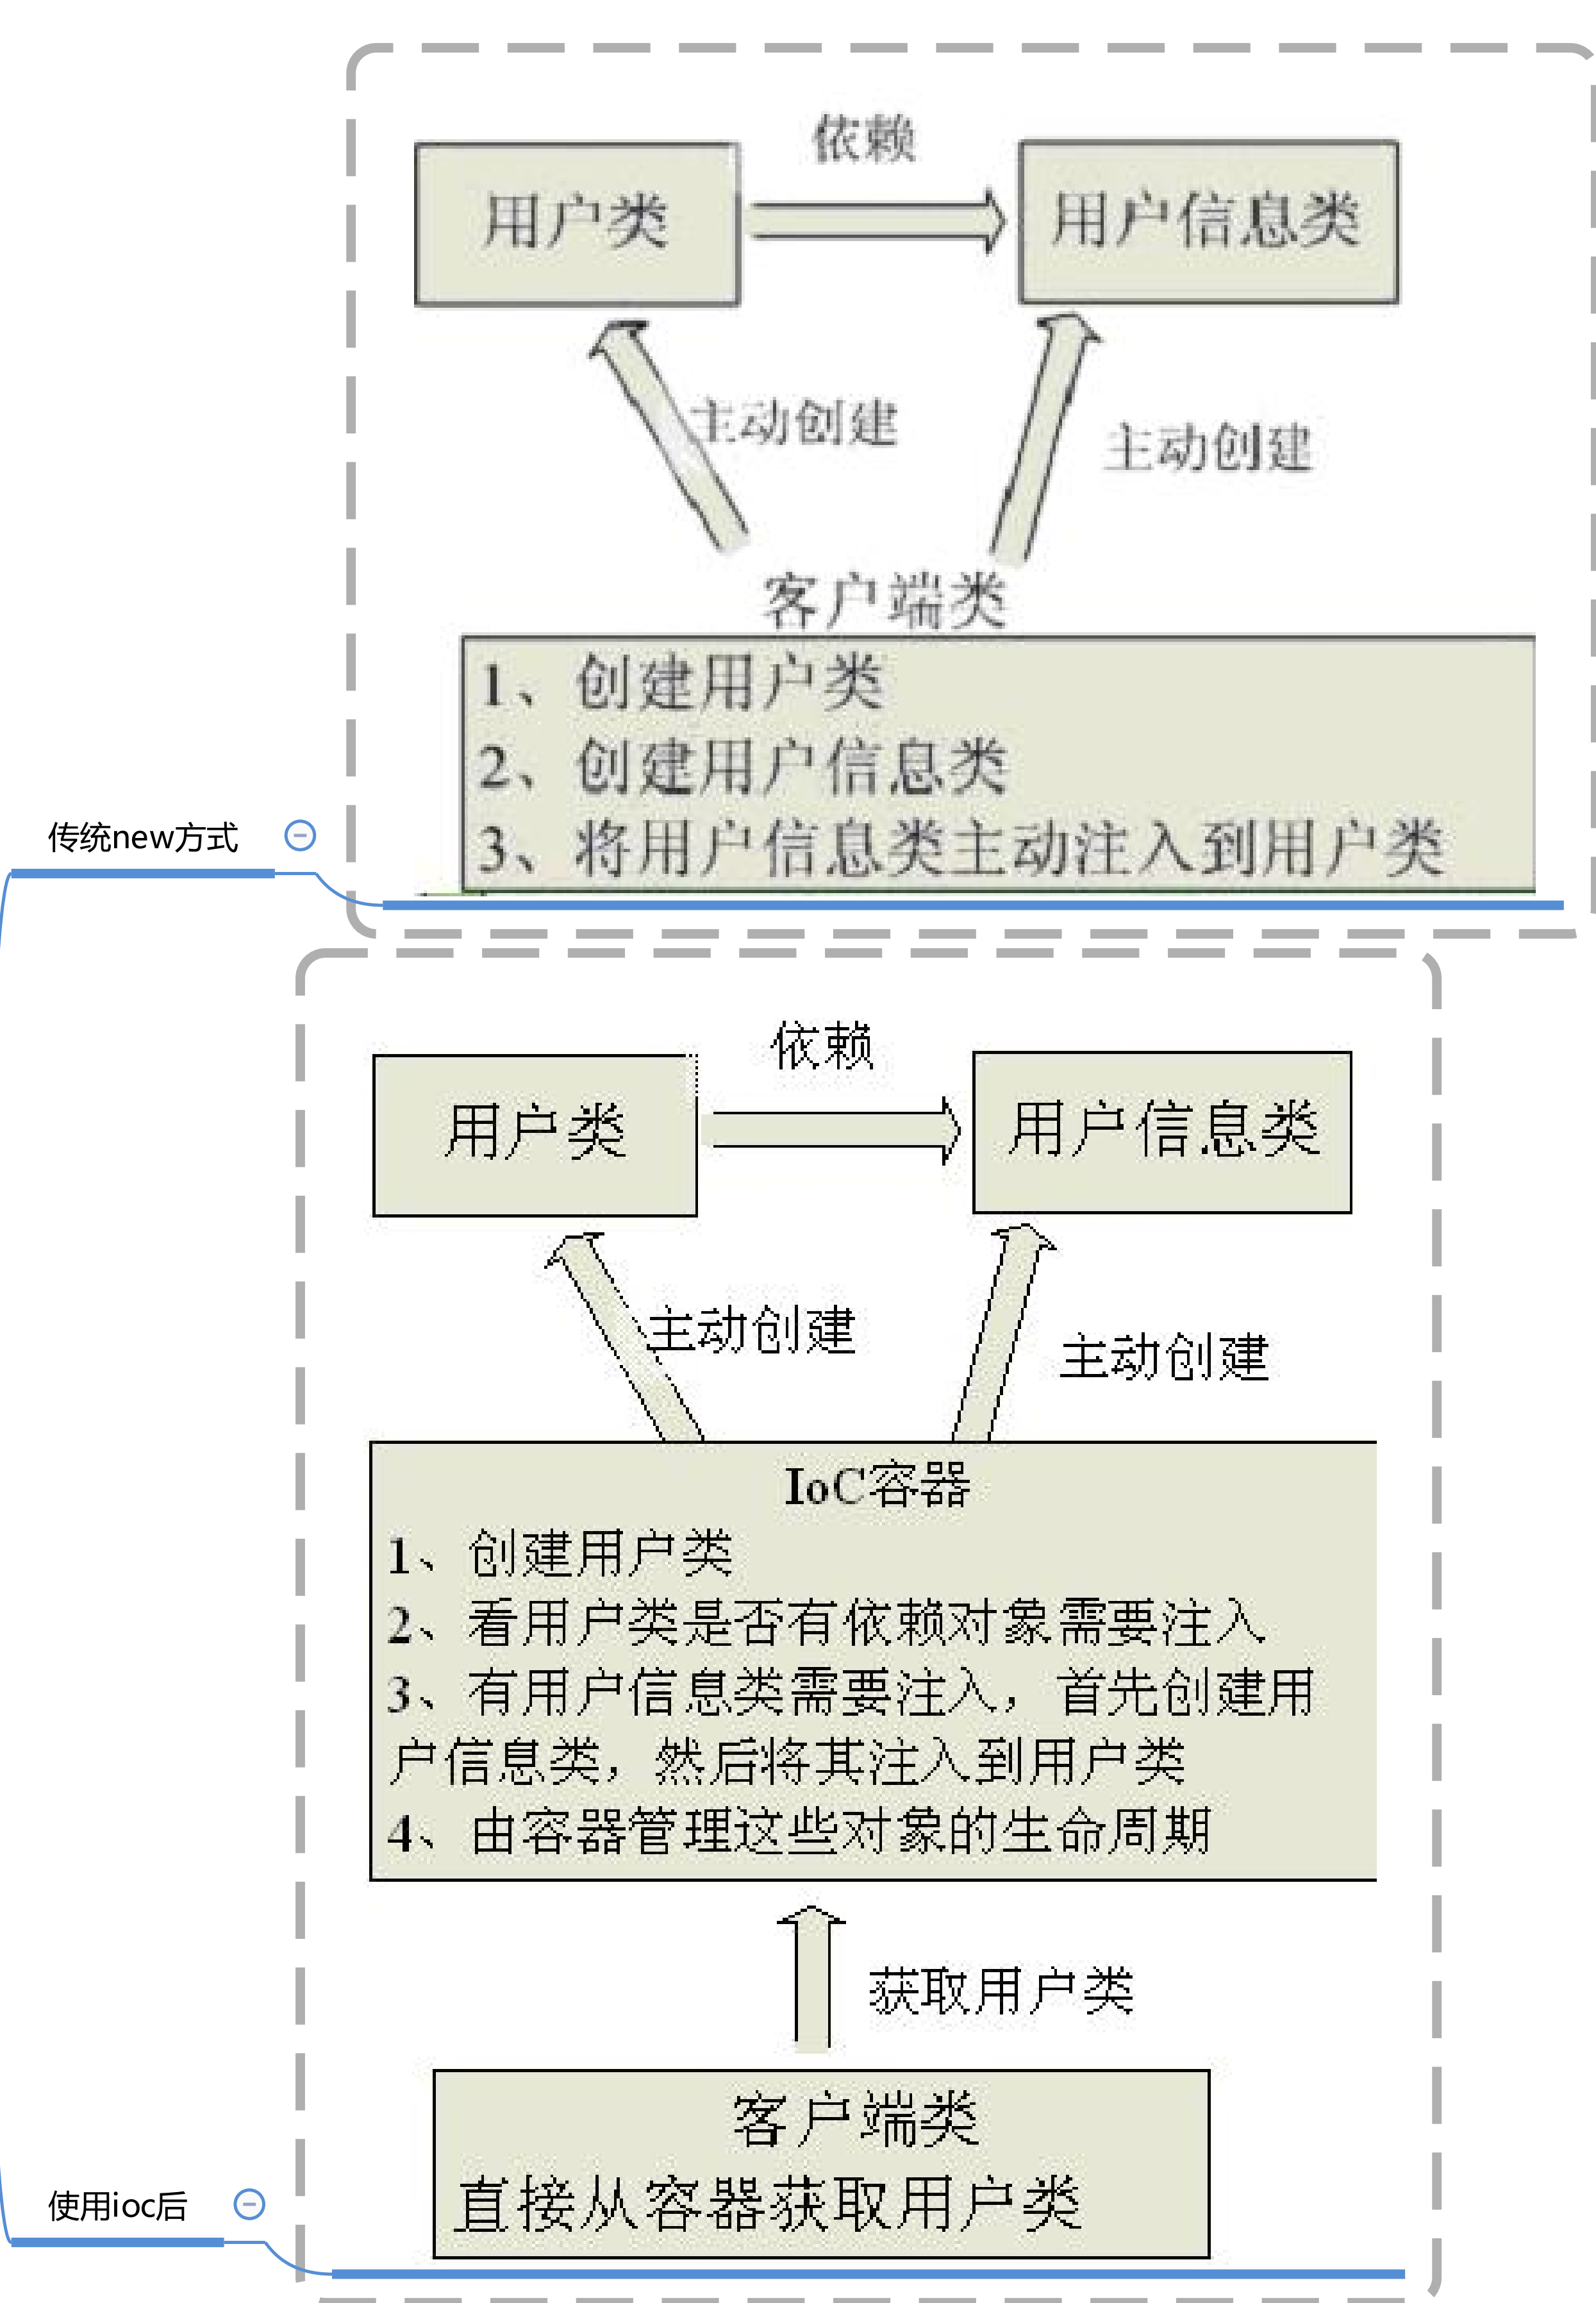 依赖
用户类
用户信息类
主动创建
主动创建
客户端类
1、创建用户类
2、创建用户信息类
3、将用户信息类主动注入到用户类
传统new方式
依赖
用户类
用户信息类
主动创建
主动创建
IoC容器
1、创建用户类
2、看用户类是否有依赖对象需要注入
3、有用户信息类需要注入，首先创建用
户信息类，然后将其注入到用户类
4、由容器管理这些对象的生命周期
获取用户类
客户端类
直接从容器获取用户类
使用ioc后